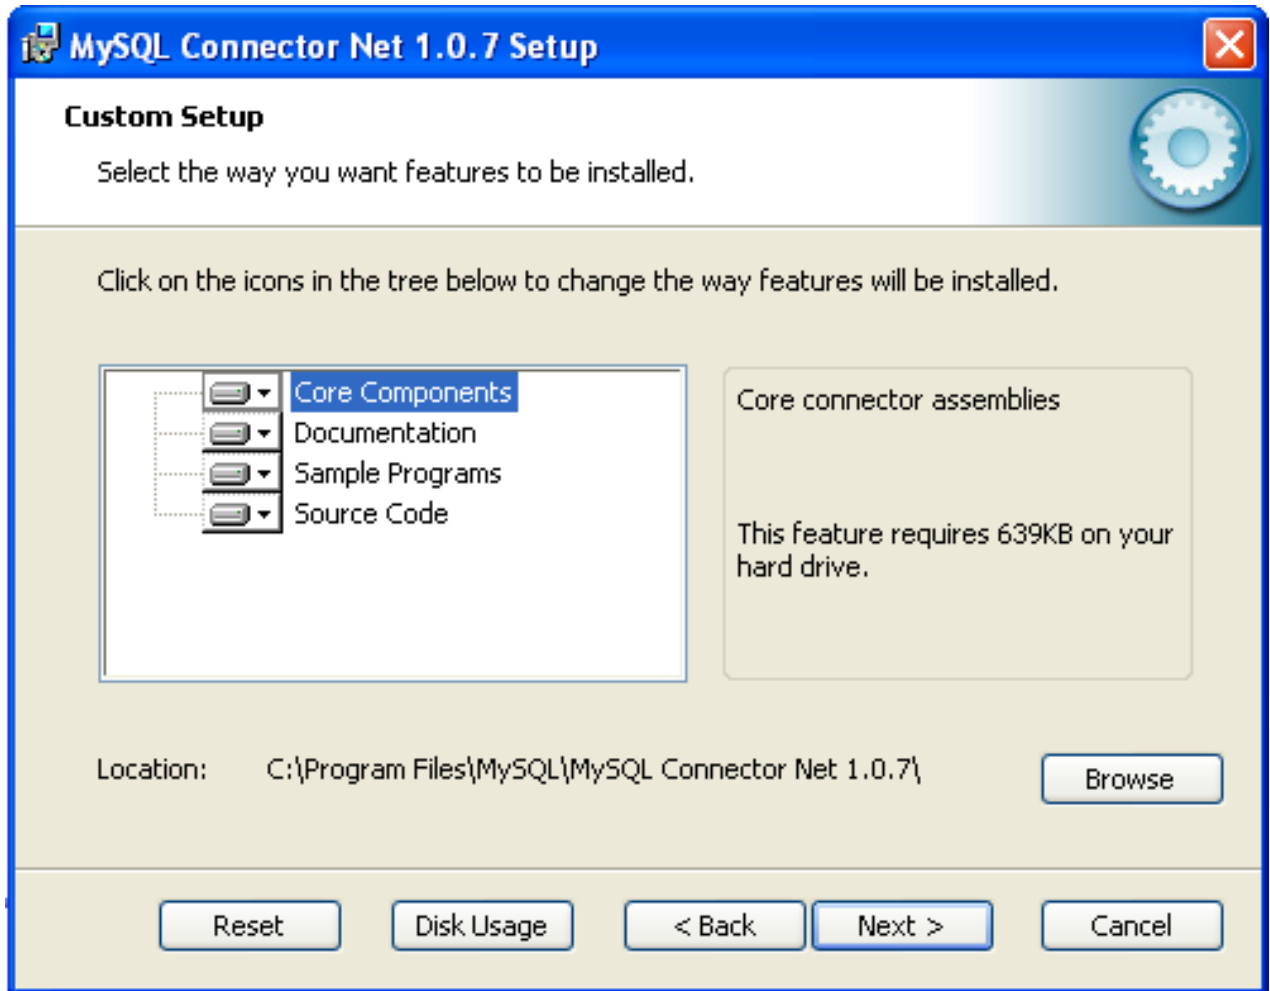 MySQL Connector Net 1.0.7 Setup
Custom Setup
Select the way you want features to be installed.
Click on the icons in the tree below to change the way features will be installed.
Core Components
Documentation
Sample Programs
Source Code
Core connector assemblies
This feature requires 639KB on your
hard drive.
Location: C:\Program Files\MySQL\MySQL Connector Net 1.0.7\
Browse
Reset Disk Usage < Back Next > Cancel